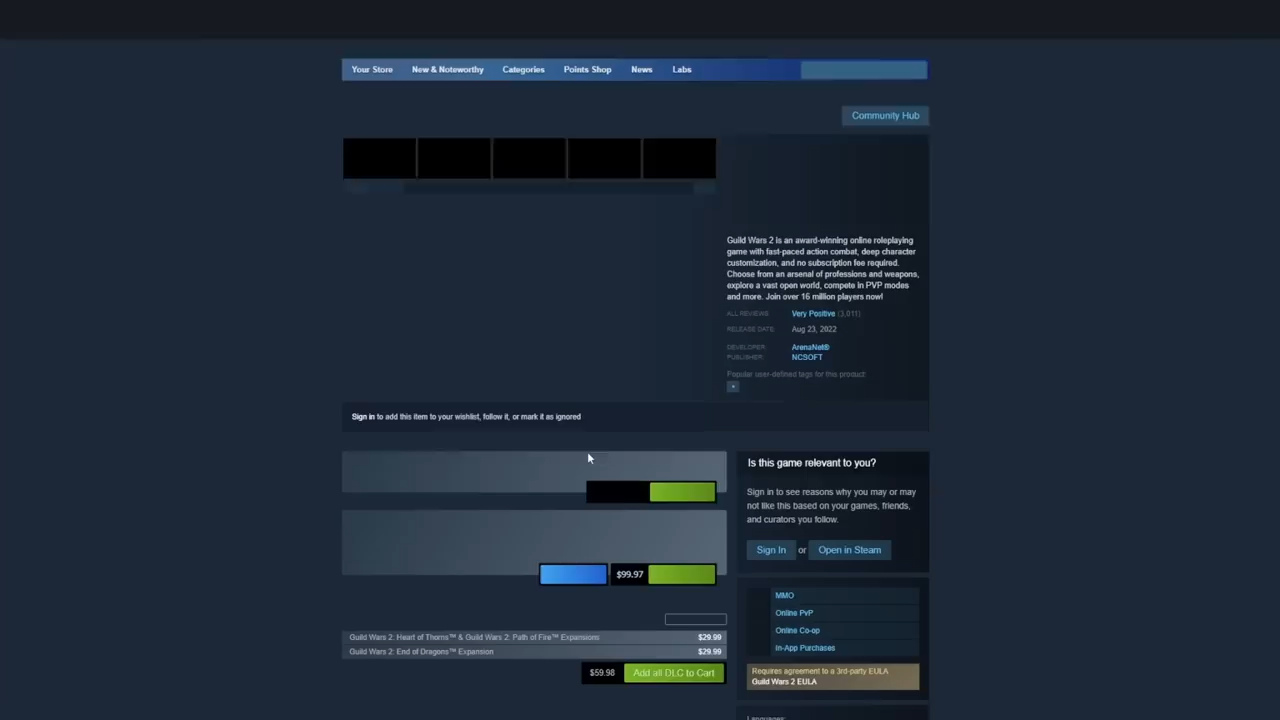 Your Store New & Noteworthy Categories Points Shop News Labs
Community Hub
Guild Wars 2 is an award-winning online roleplaying
game with fast-paced action combat, deep character
customization, and no subscription fee required.
Choose from an arsenal of professions and weapons,
explore a vast open world, compete in PVP modes
and more. Join over 16 million players now!
ALL REVIEWS: Very Positive (3,011)
RELEASE DATE: Aug 23, 2022
DEVELOPER: ArenaNet®
PUBLISHER: NCSOFT
Popular user-defined tags for this product:
+
Sign in to add this item to your wishlist, follow it, or mark it as ignored
$99.97
Guild Wars 2: Heart of Thorns™ & Guild Wars 2: Path of Fire™ Expansions $29.99
Guild Wars 2: End of Dragons™ Expansion $29.99
$59.98 Add all DLC to Cart
Is this game relevant to you?
Sign in to see reasons why you may or may
not like this based on your games, friends,
and curators you follow.
Sign In or Open in Steam
MMO
Online PvP
Online Co-op
In-App Purchases
Requires agreement to a 3rd-party EULA
Guild Wars 2 EULA
Languages: